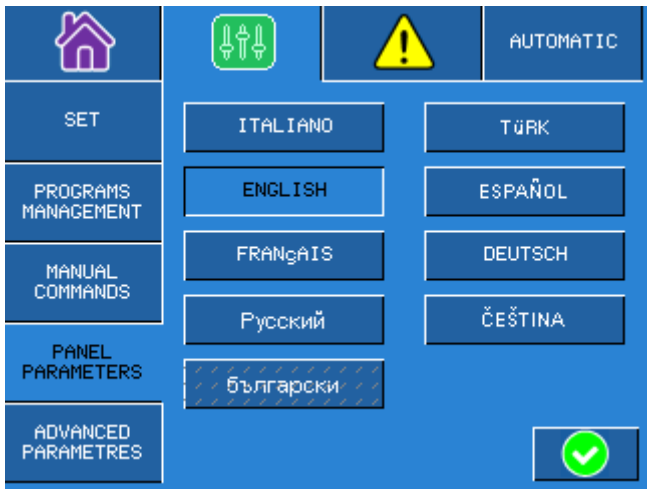 AUTOMATIC
SET
PROGRAMS
MANAGEMENT
MANUAL
COMMANDS
PANEL
PARAMETERS
ADVANCED
PARAMETRES
ITALIANO
TüRK
ENGLISH
ESPAÑOL
FRANçAIS
DEUTSCH
Русский
ČEŠTINA
български